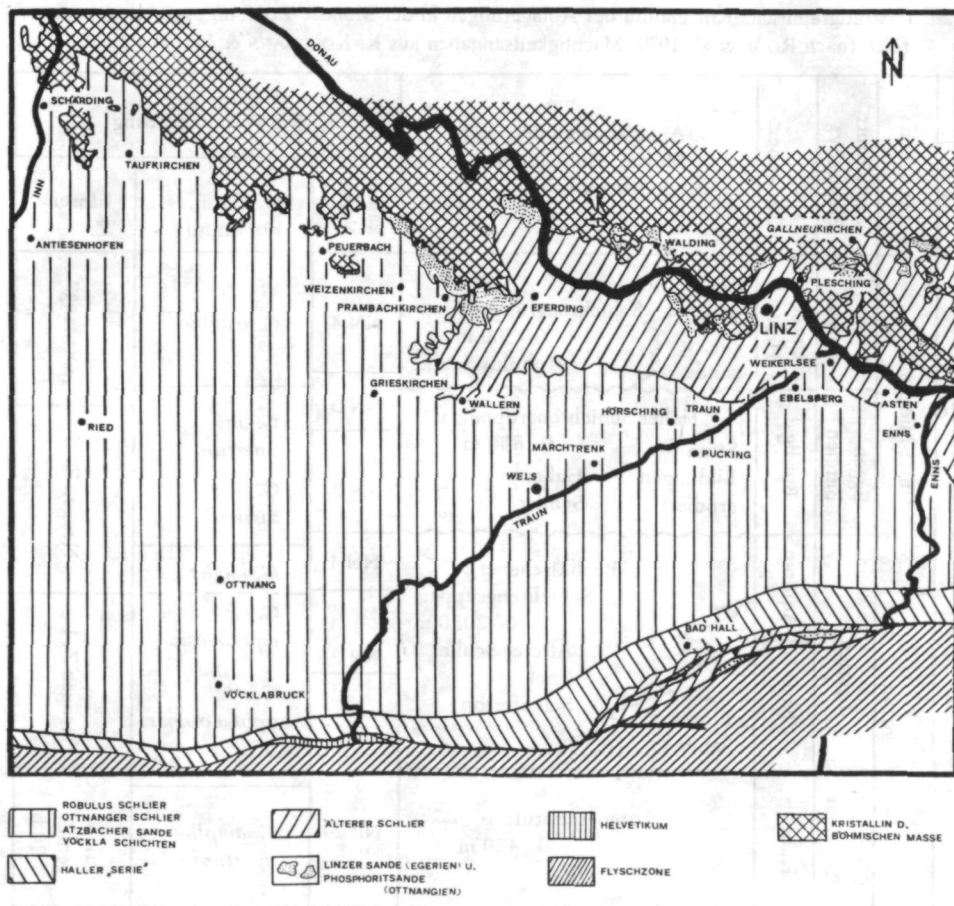 DONAU
N
SCHÄRDING
TAUFKIRCHEN
INN
ANTIESENHOFEN
WALDING
GALLNEUKIRCHEN
PEUERBACH
WEIZENKIRCHEN
PRAMBACHKIRCHEN
EFERDING
PLESCHING
LINZ
WEIKERLSEE
GRIESKIRCHEN
WALLERN
HÖRSCHING
TRAUN
EBELSBERG
ASTEN
RIED
ENNS
MARCHTRENK
PUCKING
WELS
TRAUN
ENNS
OTTNANG
BAD HALL
VÖCKLABRUCK
ROBULUS SCHLIER
OTTNANGER SCHLIER
ATZBACHER SANDE
VÖCKLA SCHICHTEN
HALLER „SERIE"
ÄLTERER SCHLIER
LINZER SANDE (EGERIEN) U.
PHOSPHORITSANDE
(OTTNANGIEN)
HELVETIKUM
FLYSCHZONE
KRISTALLIN D.
BÖHMISCHEN MASSE